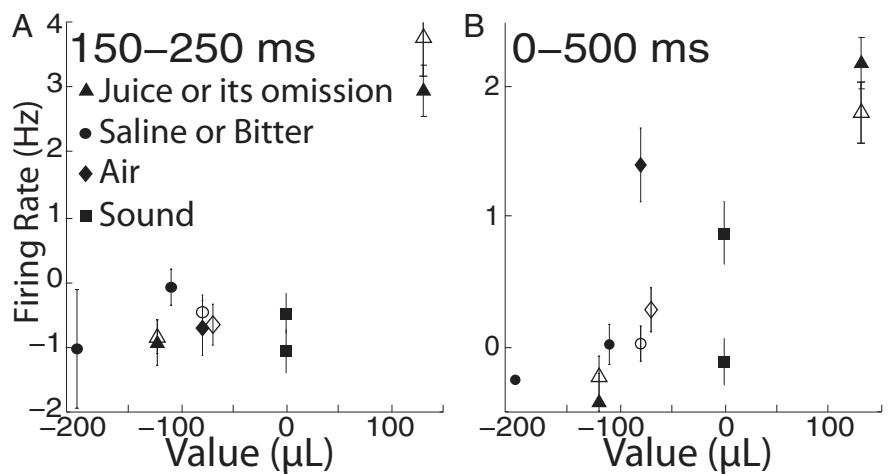 A 150–250 ms
▲ Juice or its omission
● Saline or Bitter
◆ Air
■ Sound
Firing Rate (Hz)
4
3
2
1
0
−1
−2
−200 −100 0 100
Value (μL)
B 0–500 ms
2
1
0
−200 −100 0 100
Value (μL)